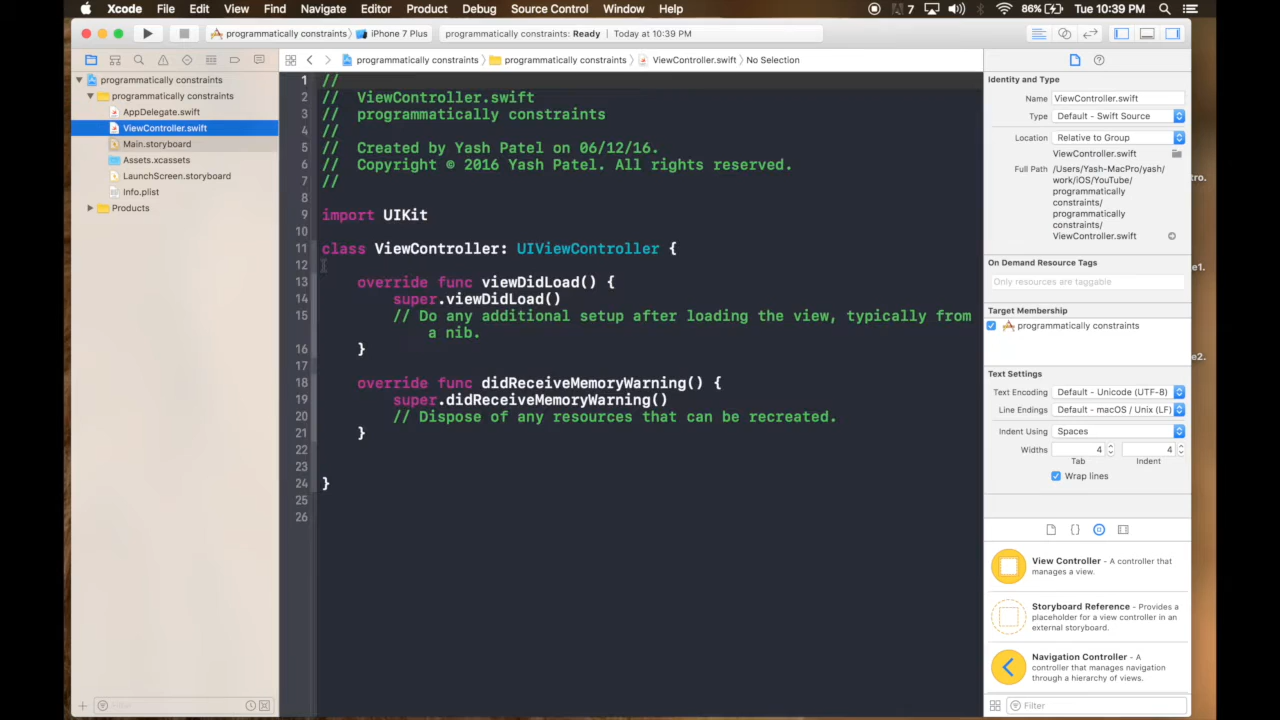 Xcode File Edit View Find Navigate Editor Product Debug Source Control Window Help 7 86% Tue 10:39 PM
programmatically constraints iPhone 7 Plus programmatically constraints: Ready Today at 10:39 PM
programmatically constraints programmatically constraints ViewController.swift No Selection
programmatically constraints
programmatically constraints
AppDelegate.swift
ViewController.swift
Main.storyboard
Assets.xcassets
LaunchScreen.storyboard
Info.plist
Products
Filter
1 //
2 // ViewController.swift
3 // programmatically constraints
4 //
5 // Created by Yash Patel on 06/12/16.
6 // Copyright © 2016 Yash Patel. All rights reserved.
7 //
8
9 import UIKit
10
11 class ViewController: UIViewController {
12
13 override func viewDidLoad() {
14 super.viewDidLoad()
15 // Do any additional setup after loading the view, typically from
a nib.
16 }
17
18 override func didReceiveMemoryWarning() {
19 super.didReceiveMemoryWarning()
20 // Dispose of any resources that can be recreated.
21 }
22
23
24 }
25
26
Identity and Type
Name ViewController.swift
Type Default - Swift Source
Location Relative to Group
ViewController.swift
Full Path /Users/Yash-MacPro/yash
work/iOS/YouTube/
programmatically
constraints/
programmatically
constraints/
ViewController.swift
On Demand Resource Tags
Only resources are taggable
Target Membership
programmatically constraints
Text Settings
Text Encoding Default - Unicode (UTF-8)
Line Endings Default - macOS / Unix (LF)
Indent Using Spaces
Widths 4 4
Tab Indent
Wrap lines
{}
View Controller - A controller that
manages a view.
Storyboard Reference - Provides a
placeholder for a view controller in an
external storyboard.
Navigation Controller - A
controller that manages navigation
through a hierarchy of views.
Filter
tro.
e1.
e2.